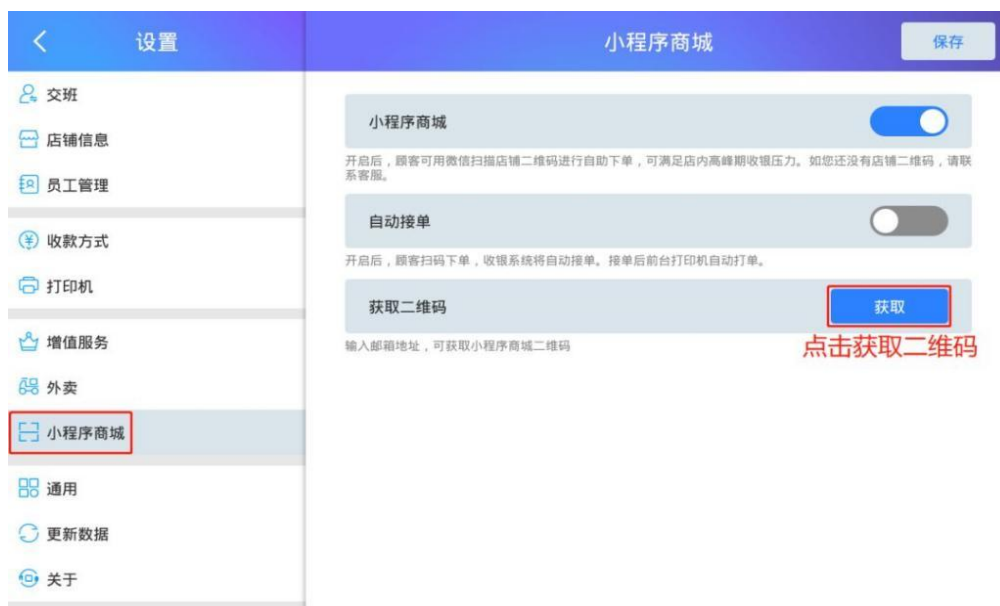 设置
小程序商城
保存
交班
店铺信息
员工管理
收款方式
打印机
增值服务
外卖
小程序商城
通用
更新数据
关于
小程序商城
开启后，顾客可用微信扫描店铺二维码进行自助下单，可满足店内高峰期收银压力。如您还没有店铺二维码，请联
系客服。
自动接单
开启后，顾客扫码下单，收银系统将自动接单。接单后前台打印机自动打单。
获取二维码
获取
输入邮箱地址，可获取小程序商城二维码
点击获取二维码